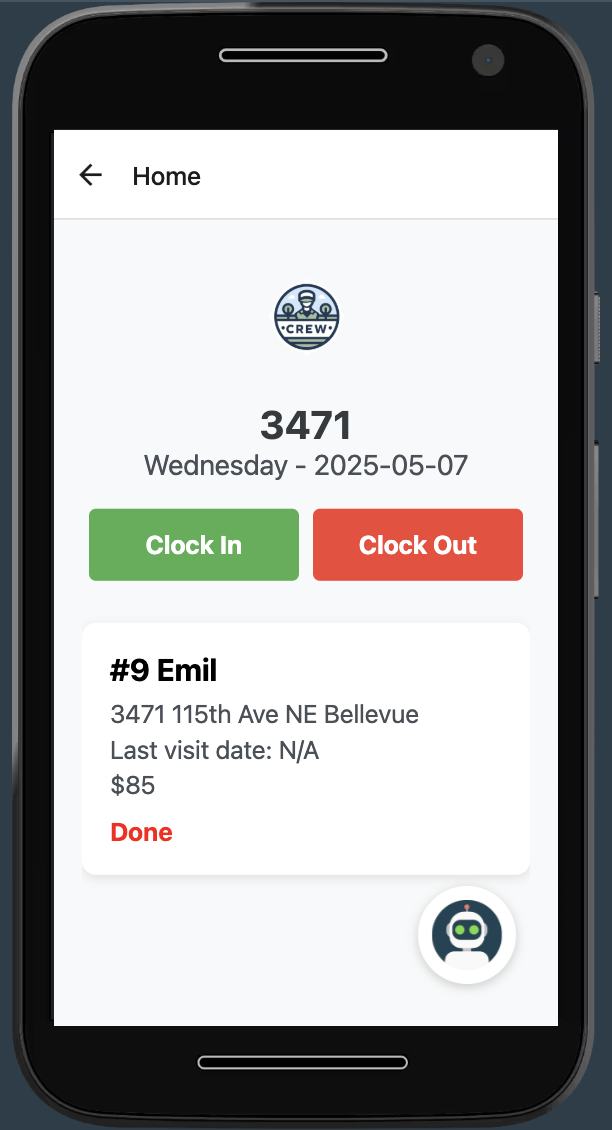 Home
•CREW•
3471
Wednesday - 2025-05-07
Clock In
Clock Out
#9 Emil
3471 115th Ave NE Bellevue
Last visit date: N/A
$85
Done